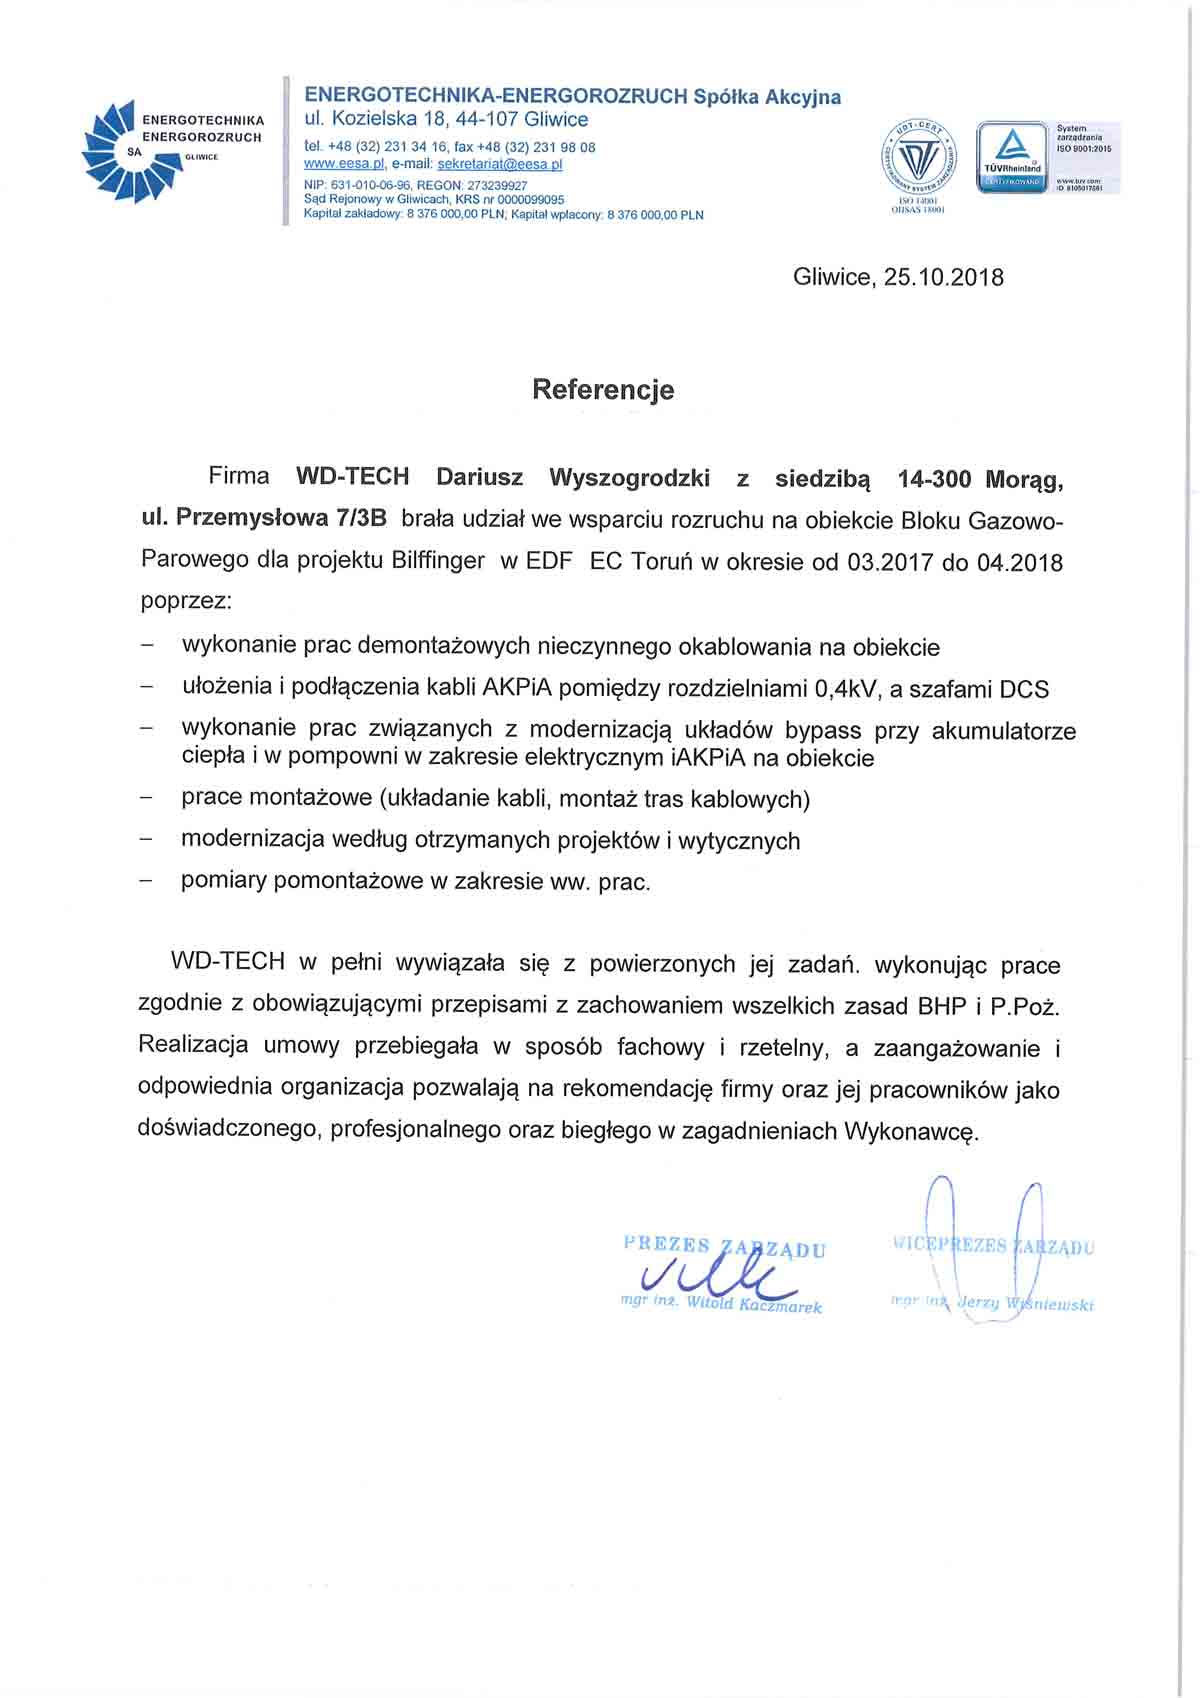 ENERGOTECHNIKA
ENERGOROZRUCH
SA
GLIWICE
ENERGOTECHNIKA-ENERGOROZRUCH Spółka Akcyjna
ul. Kozielska 18, 44-107 Gliwice
tel. +48 (32) 231 34 16, fax +48 (32) 231 98 08
www.eesa.pl, e-mail: sekretariat@eesa.pl
NIP: 631-010-06-96, REGON: 273239927
Sąd Rejonowy w Gliwicach, KRS nr 0000099095
Kapitał zakładowy: 8 376 000,00 PLN; Kapitał wpłacony: 8 376 000,00 PLN
UDT-CERT
CERTYFIKOWANY SYSTEM ZARZĄDZANIA
UDT
ISO 14001
OHSAS 18001
TÜVRheinland
CERTYFIKOWANY
System
zarządzania
ISO 9001:2015
www.tuv.com
Gliwice, 25.10.2018
Referencje
Firma WD-TECH Dariusz Wyszogrodzki z siedzibą 14-300 Morąg,
ul. Przemysłowa 7/3B brała udział we wsparciu rozruchu na obiekcie Bloku Gazowo-
Parowego dla projektu Bilffinger w EDF EC Toruń w okresie od 03.2017 do 04.2018
poprzez:
– wykonanie prac demontażowych nieczynnego okablowania na obiekcie
– ułożenia i podłączenia kabli AKPiA pomiędzy rozdzielniami 0,4kV, a szafami DCS
– wykonanie prac związanych z modernizacją układów bypass przy akumulatorze
ciepła i w pompowni w zakresie elektrycznym iAKPiA na obiekcie
– prace montażowe (układanie kabli, montaż tras kablowych)
– modernizacja według otrzymanych projektów i wytycznych
– pomiary pomontażowe w zakresie ww. prac.
WD-TECH w pełni wywiązała się z powierzonych jej zadań. wykonując prace
zgodnie z obowiązującymi przepisami z zachowaniem wszelkich zasad BHP i P.Poż.
Realizacja umowy przebiegała w sposób fachowy i rzetelny, a zaangażowanie i
odpowiednia organizacja pozwalają na rekomendację firmy oraz jej pracowników jako
doświadczonego, profesjonalnego oraz biegłego w zagadnieniach Wykonawcę.
PREZES ZARZĄDU
mgr inż. Witold Kaczmarek
WICEPREZES ZARZĄDU
mgr inż. Jerzy Wiśniewski